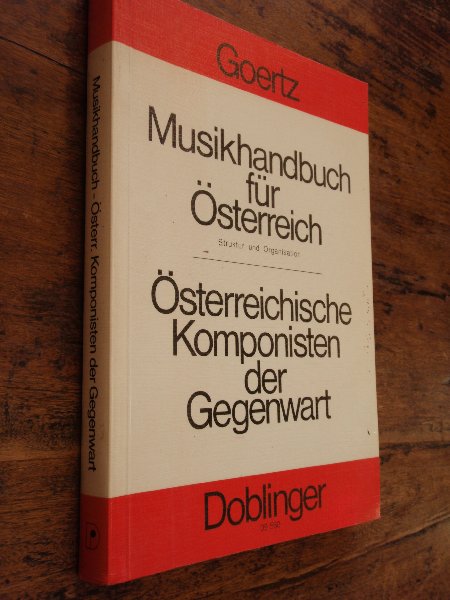 Goertz
Musikhandbuch
für
Österreich
Struktur und Organisation
Österreichische
Komponisten
der
Gegenwart
Doblinger
Musikhandbuch - Österr. Komponisten der Gegenwart